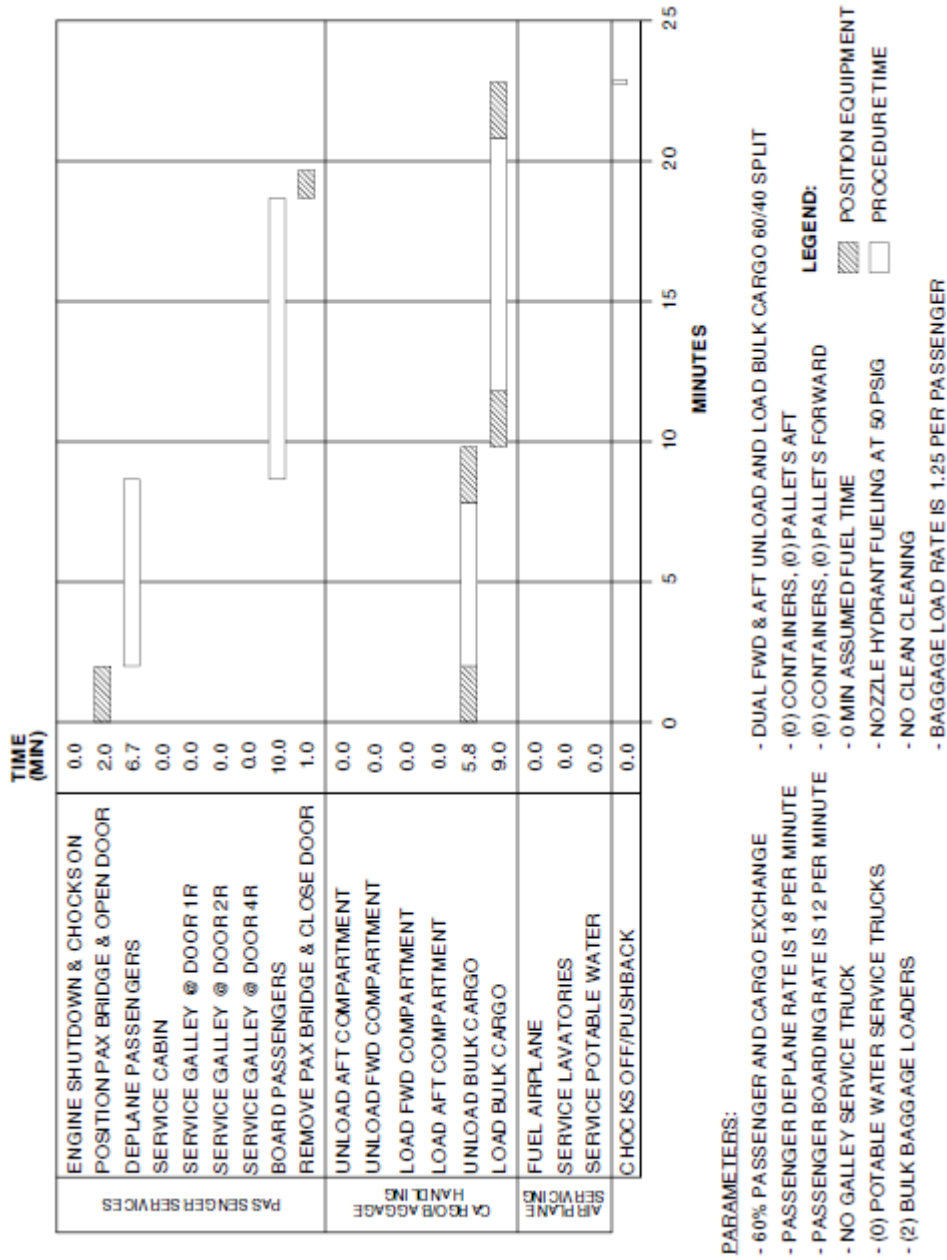 TIME
(MIN)
PASSENGER SERVICES
ENGINE SHUTDOWN & CHOCKS ON 0.0
POSITION PAX BRIDGE & OPEN DOOR 2.0
DEPLANE PASSENGERS 6.7
SERVICE CABIN 0.0
SERVICE GALLEY @ DOOR 1R 0.0
SERVICE GALLEY @ DOOR 2R 0.0
SERVICE GALLEY @ DOOR 4R 0.0
BOARD PASSENGERS 10.0
REMOVE PAX BRIDGE & CLOSE DOOR 1.0
CARGO/BAGGAGE
HANDLING
UNLOAD AFT COMPARTMENT 0.0
UNLOAD FWD COMPARTMENT 0.0
LOAD FWD COMPARTMENT 0.0
LOAD AFT COMPARTMENT 0.0
UNLOAD BULK CARGO 5.8
LOAD BULK CARGO 9.0
AIRPLANE
SERVICING
FUEL AIRPLANE 0.0
SERVICE LAVATORIES 0.0
SERVICE POTABLE WATER 0.0
CHOCKS OFF/PUSHBACK 0.0
0 5 10 15 20 25
MINUTES
PARAMETERS:
- 60% PASSENGER AND CARGO EXCHANGE
- PASSENGER DEPLANE RATE IS 18 PER MINUTE
- PASSENGER BOARDING RATE IS 12 PER MINUTE
- NO GALLEY SERVICE TRUCK
- (0) POTABLE WATER SERVICE TRUCKS
- (2) BULK BAGGAGE LOADERS
- DUAL FWD & AFT UNLOAD AND LOAD BULK CARGO 60/40 SPLIT
- (0) CONTAINERS, (0) PALLETS AFT
- (0) CONTAINERS, (0) PALLETS FORWARD
- 0 MIN ASSUMED FUEL TIME
- NOZZLE HYDRANT FUELING AT 50 PSIG
- NO CLEAN CLEANING
- BAGGAGE LOAD RATE IS 1.25 PER PASSENGER
LEGEND:
POSITION EQUIPMENT
PROCEDURE TIME